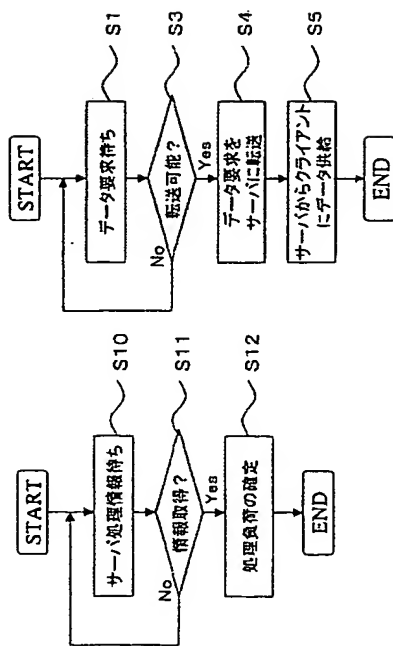 START
データ要求待ち
S1
転送可能?
S3
No
Yes
データ要求を
サーバに転送
S4
サーバからクライアント
にデータ供給
S5
END
START
サーバ処理情報待ち
S10
情報取得?
S11
No
Yes
処理負荷の確定
S12
END